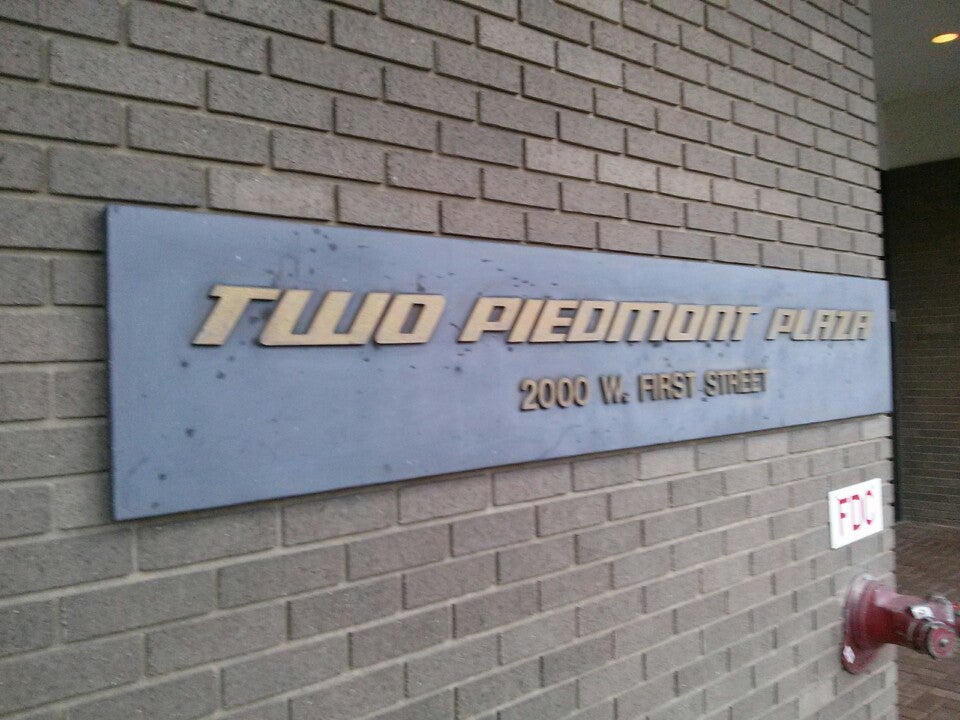 TWO PIEDMONT PLAZA
2000 W. FIRST STREET
FDC